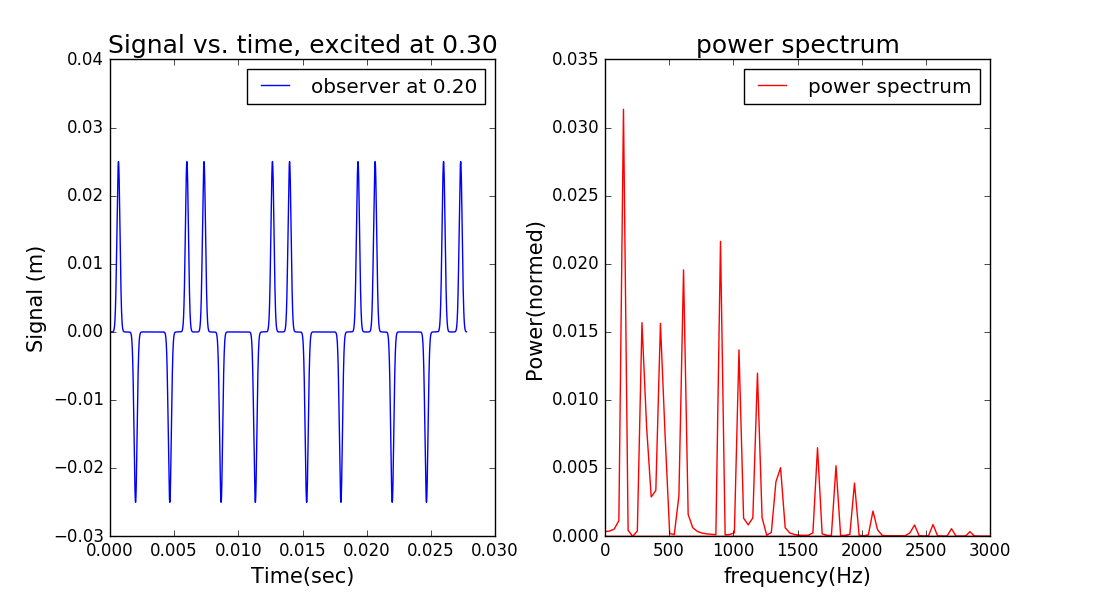 Signal vs. time, excited at 0.30
observer at 0.20
0.04
0.03
0.02
0.01
0.00
−0.01
−0.02
−0.03
Signal (m)
0.000 0.005 0.010 0.015 0.020 0.025 0.030
Time(sec)
power spectrum
power spectrum
0.035
0.030
0.025
0.020
0.015
0.010
0.005
0.000
Power(normed)
0 500 1000 1500 2000 2500 3000
frequency(Hz)